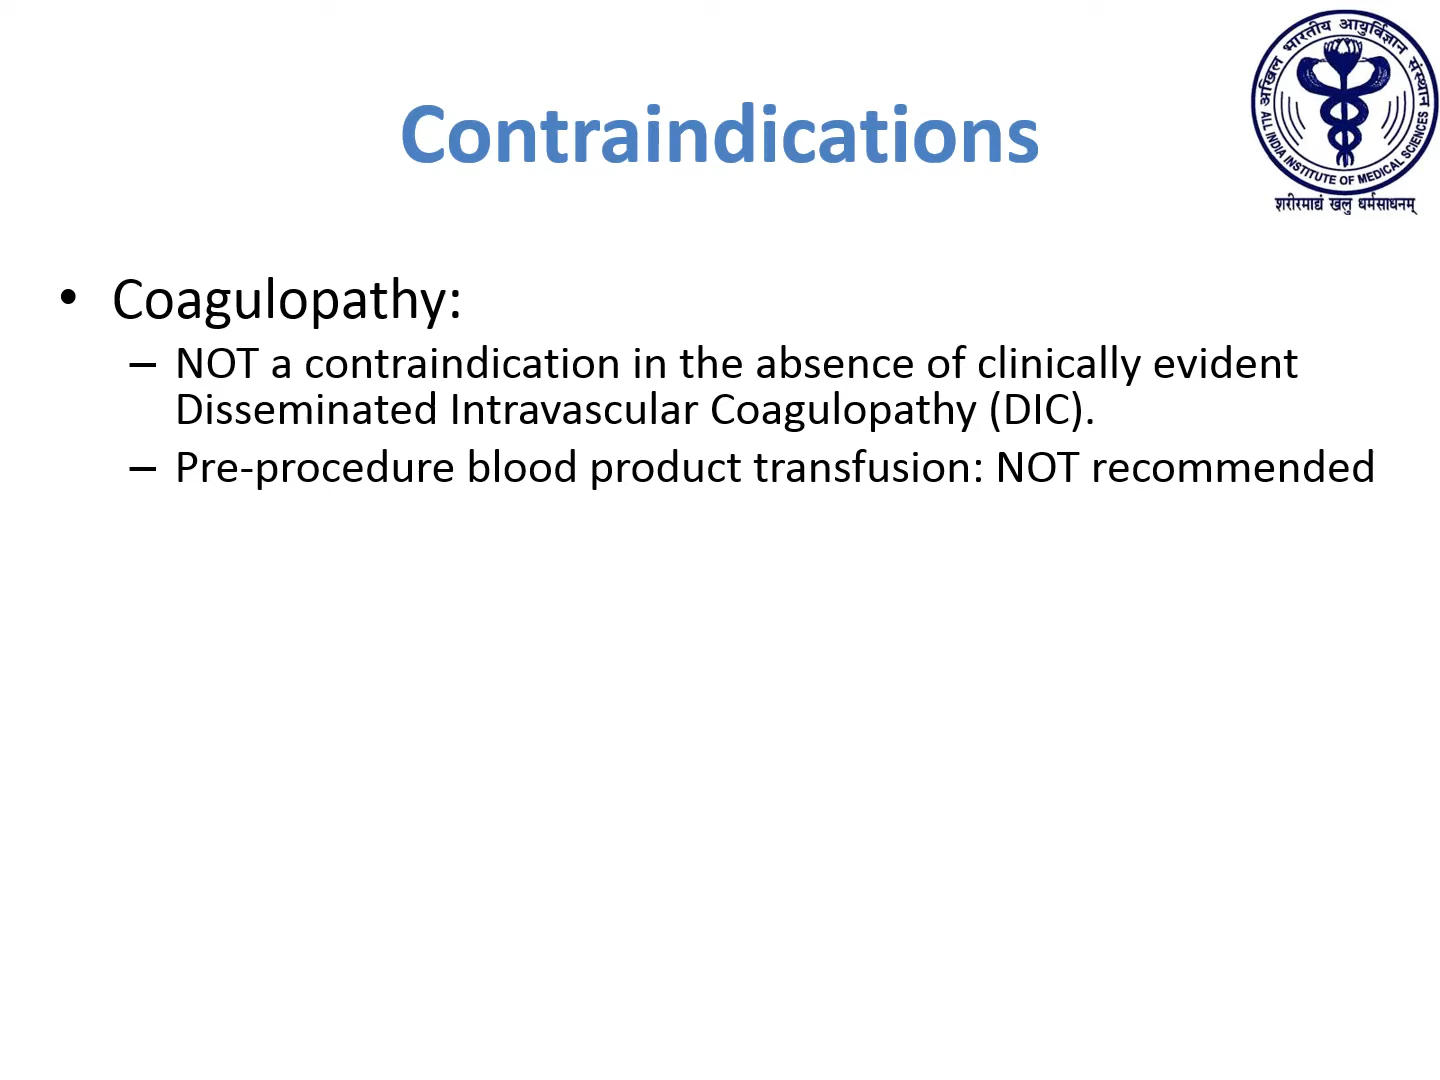 Contraindications
अखिल भारतीय आयुर्विज्ञान संस्थान
ALL INDIA INSTITUTE OF MEDICAL SCIENCES
शरीरमाद्यं खलु धर्मसाधनम्
• Coagulopathy:
– NOT a contraindication in the absence of clinically evident
Disseminated Intravascular Coagulopathy (DIC).
– Pre-procedure blood product transfusion: NOT recommended